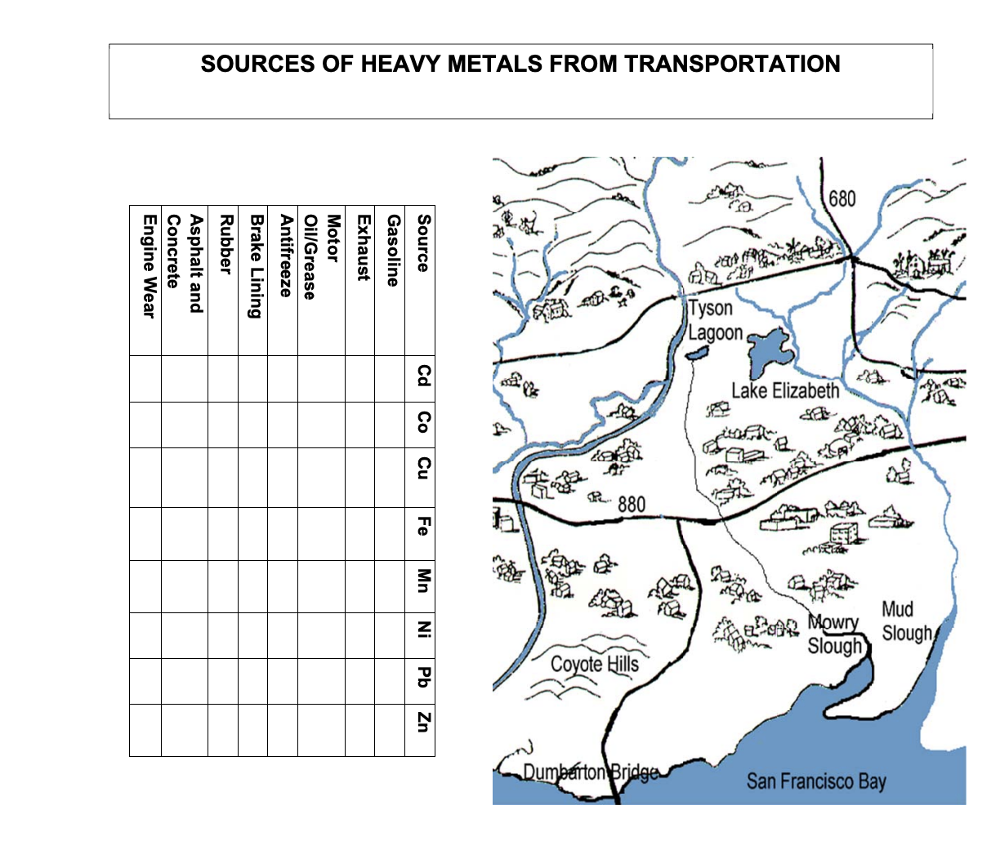 SOURCES OF HEAVY METALS FROM TRANSPORTATION
Source
Cd
Co
Cu
Fe
Mn
Ni
Pb
Zn
Gasoline
Exhaust
Motor
Oil/Grease
Antifreeze
Brake Lining
Rubber
Asphalt and
Concrete
Engine Wear
680
Tyson
Lagoon
Lake Elizabeth
880
Mowry
Slough
Mud
Slough
Coyote Hills
Dumbarton Bridge
San Francisco Bay